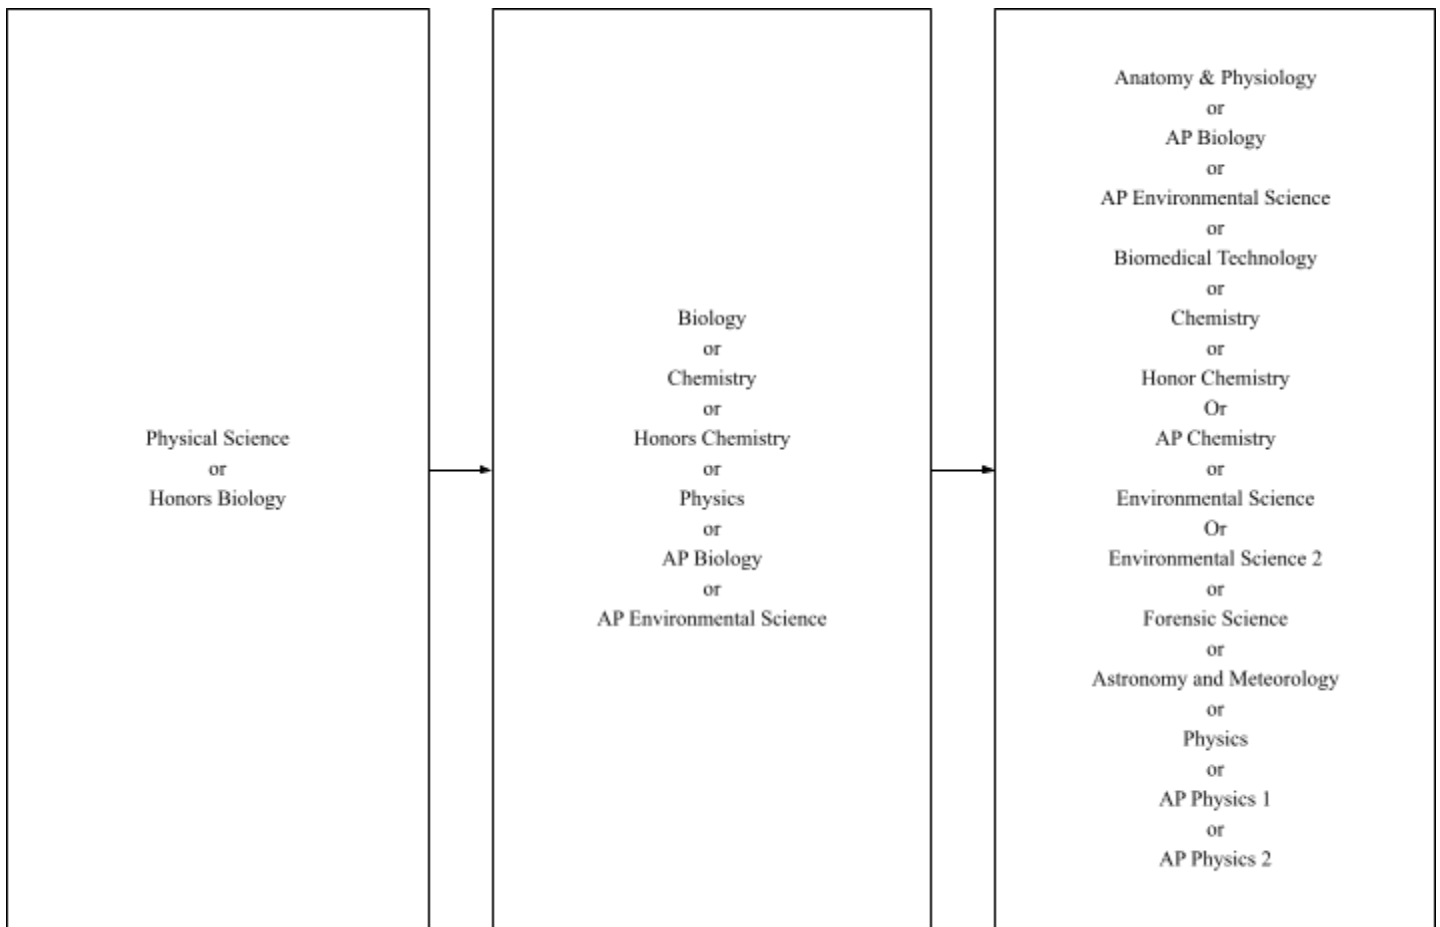 Physical Science
or
Honors Biology
Biology
or
Chemistry
or
Honors Chemistry
or
Physics
or
AP Biology
or
AP Environmental Science
Anatomy & Physiology
or
AP Biology
or
AP Environmental Science
or
Biomedical Technology
or
Chemistry
or
Honor Chemistry
Or
AP Chemistry
or
Environmental Science
Or
Environmental Science 2
or
Forensic Science
or
Astronomy and Meteorology
or
Physics
or
AP Physics 1
or
AP Physics 2